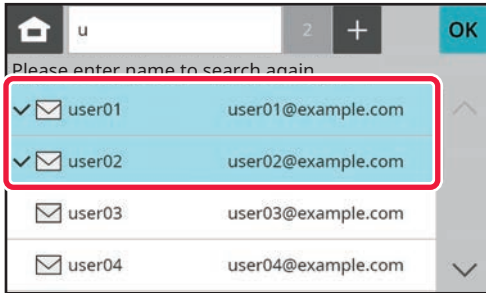 u 2 + OK
Please enter name to search again
user01 user01@example.com
user02 user02@example.com
user03 user03@example.com
user04 user04@example.com